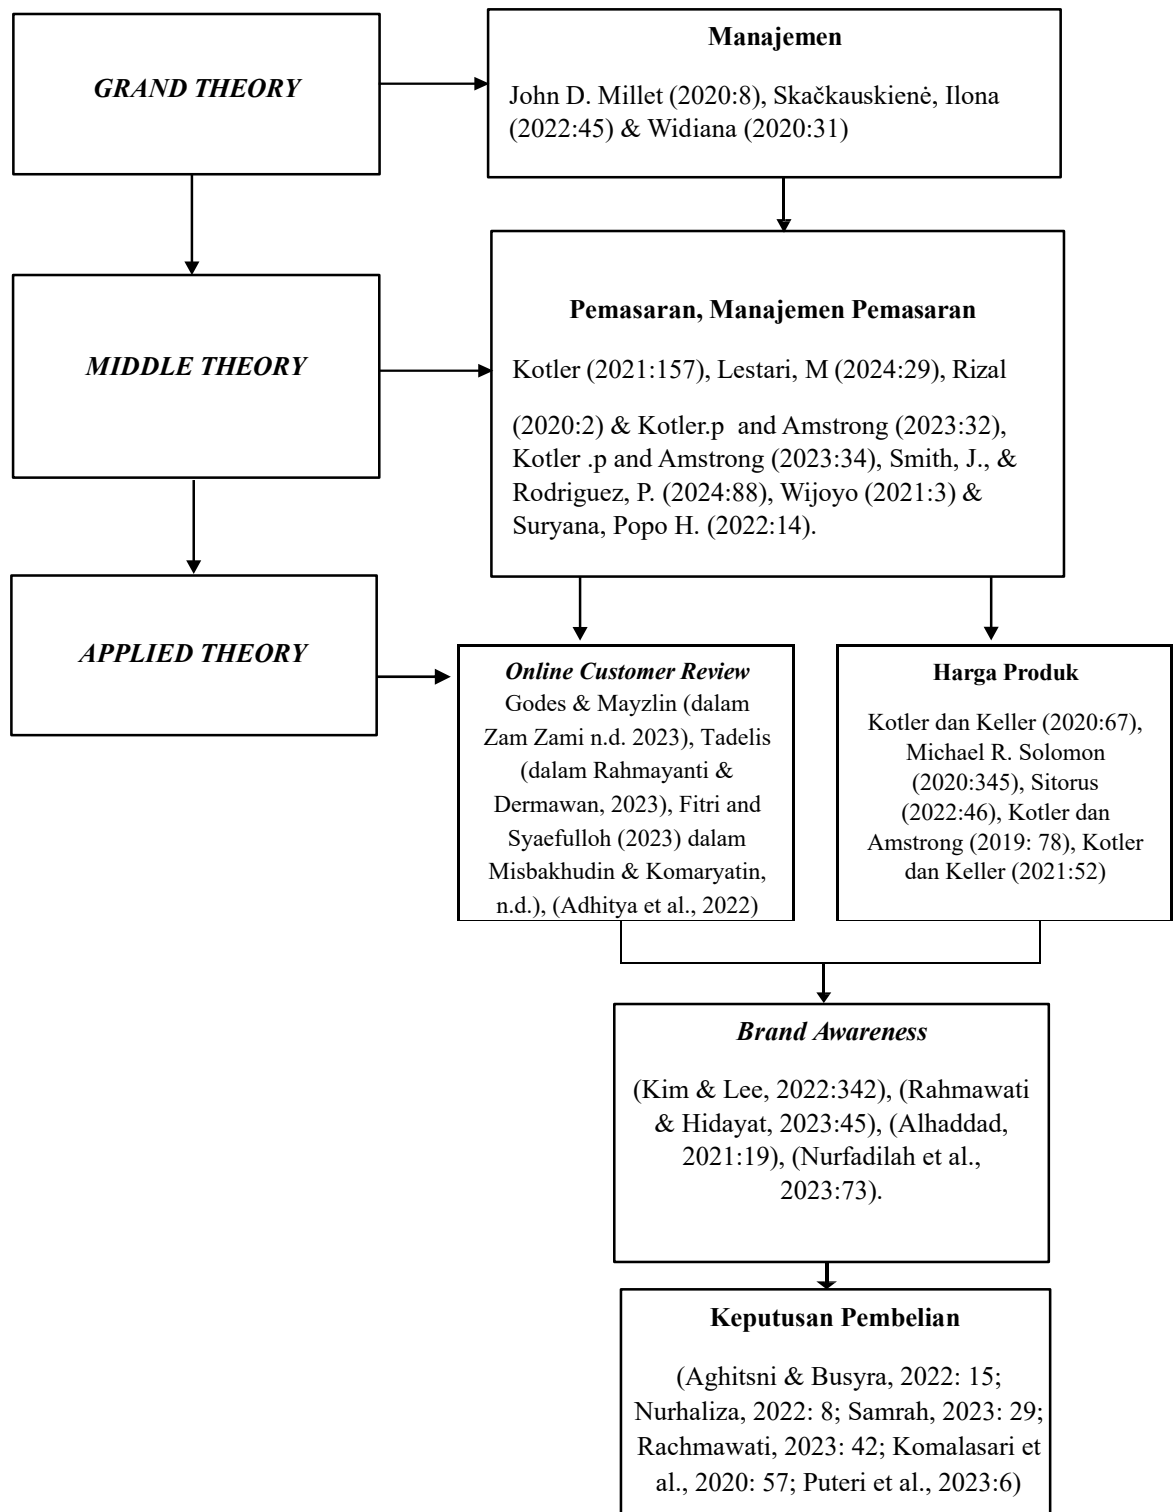 GRAND THEORY
Manajemen
John D. Millet (2020:8), Skačkauskienė, Ilona
(2022:45) & Widiana (2020:31)
MIDDLE THEORY
Pemasaran, Manajemen Pemasaran
Kotler (2021:157), Lestari, M (2024:29), Rizal
(2020:2) & Kotler.p and Amstrong (2023:32),
Kotler .p and Amstrong (2023:34), Smith, J., &
Rodriguez, P. (2024:88), Wijoyo (2021:3) &
Suryana, Popo H. (2022:14).
APPLIED THEORY
Online Customer Review
Godes & Mayzlin (dalam
Zam Zami n.d. 2023), Tadelis
(dalam Rahmayanti &
Dermawan, 2023), Fitri and
Syaefulloh (2023) dalam
Misbakhudin & Komaryatin,
n.d.), (Adhitya et al., 2022)
Harga Produk
Kotler dan Keller (2020:67),
Michael R. Solomon
(2020:345), Sitorus
(2022:46), Kotler dan
Amstrong (2019: 78), Kotler
dan Keller (2021:52)
Brand Awareness
(Kim & Lee, 2022:342), (Rahmawati
& Hidayat, 2023:45), (Alhaddad,
2021:19), (Nurfadilah et al.,
2023:73).
Keputusan Pembelian
(Aghitsni & Busyra, 2022: 15;
Nurhaliza, 2022: 8; Samrah, 2023: 29;
Rachmawati, 2023: 42; Komalasari et
al., 2020: 57; Puteri et al., 2023:6)